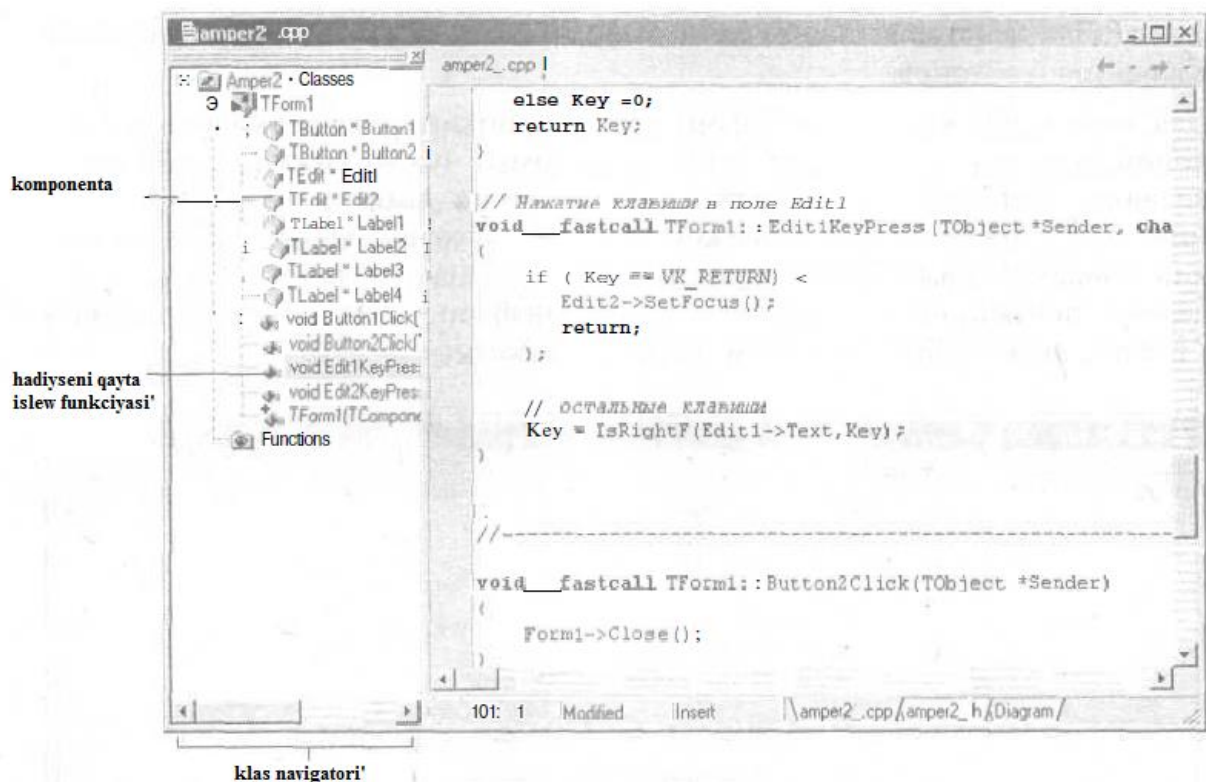 amper2 .cpp
amper2_.cpp
Amper2 · Classes
TForm1
TButton * Button1
TButton * Button2
TEdit * Edit1
TEdit * Edit2
TLabel * Label1
TLabel * Label2
TLabel * Label3
TLabel * Label4
void Button1Click(
void Button2Click(
void Edit1KeyPres
void Edit2KeyPres
TForm1(TCompone
Functions
komponenta
hadiyseni qayta
islew funkciyasi'
klas navigatori'
else Key =0;
return Key;
}
// Нажатие клавиши в поле Edit1
void __fastcall TForm1::Edit1KeyPress(TObject *Sender, cha
{
if ( Key == VK_RETURN) <
Edit2->SetFocus();
return;
};
// остальные клавиши
Key = IsRightF(Edit1->Text,Key);
}
//------------------------------------------------
void __fastcall TForm1::Button2Click(TObject *Sender)
{
Form1->Close();
}
101: 1 Modified Insert \amper2_.cpp/amper2_h/Diagram/